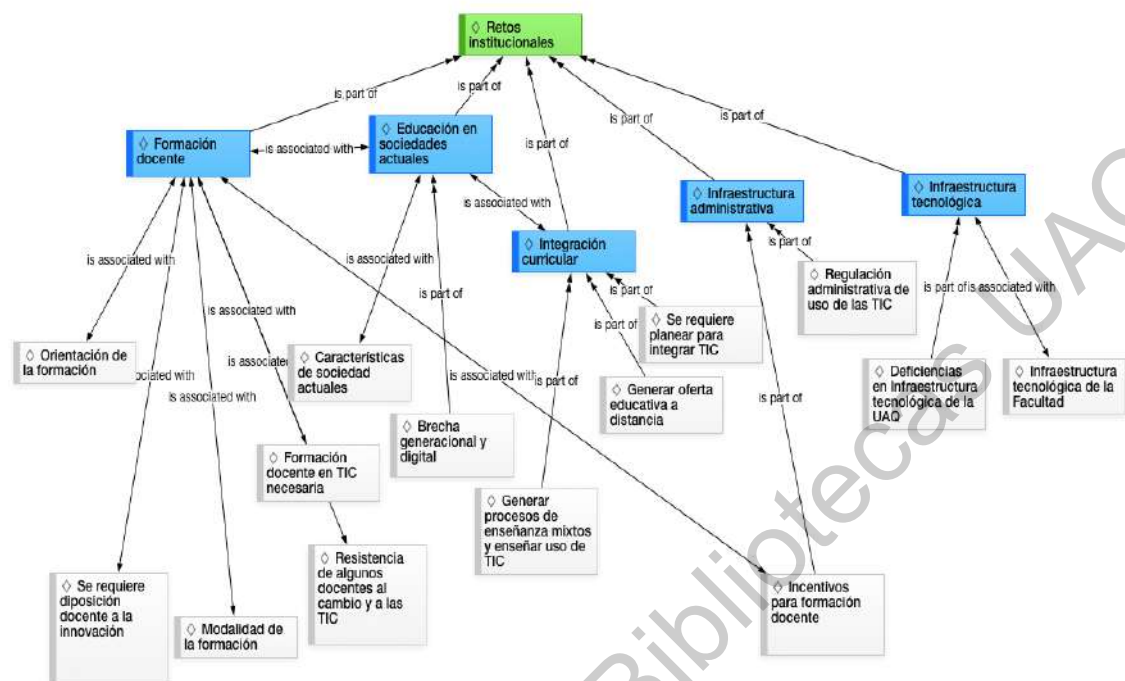 ◇ Retos
institucionales
is part of
is part of
is part of
is part of
is part of
◇ Formación
docente
is associated with
◇ Educación en
sociedades
actuales
◇ Infraestructura
administrativa
◇ Infraestructura
tecnológica
is associated with
◇ Integración
curricular
is associated with
is associated with
is part of
is associated with
is part of
is part of
is part of
is part of
is associated with
◇ Regulación
administrativa de
uso de las TIC
◇ Orientación de
la formación
◇ Características
de sociedad
actuales
◇ Se requiere
planear para
integrar TIC
is associated
ociated with
is associated with
is associated with
is part of
◇ Generar oferta
educativa a
distancia
is part of
◇ Deficiencias
en Infraestructura
tecnológica de la
UAQ
◇ Infraestructura
tecnológica de la
Facultad
◇ Brecha
generacional y
digital
◇ Formación
docente en TIC
necesaria
◇ Generar
procesos de
enseñanza mixtos
y enseñar uso de
TIC
◇ Resistencia
de algunos
docentes al
cambio y a las
TIC
◇ Se requiere
diposición
docente a la
innovación
◇ Modalidad de
la formación
◇ Incentivos
para formación
docente
Bibliotecas UAQ